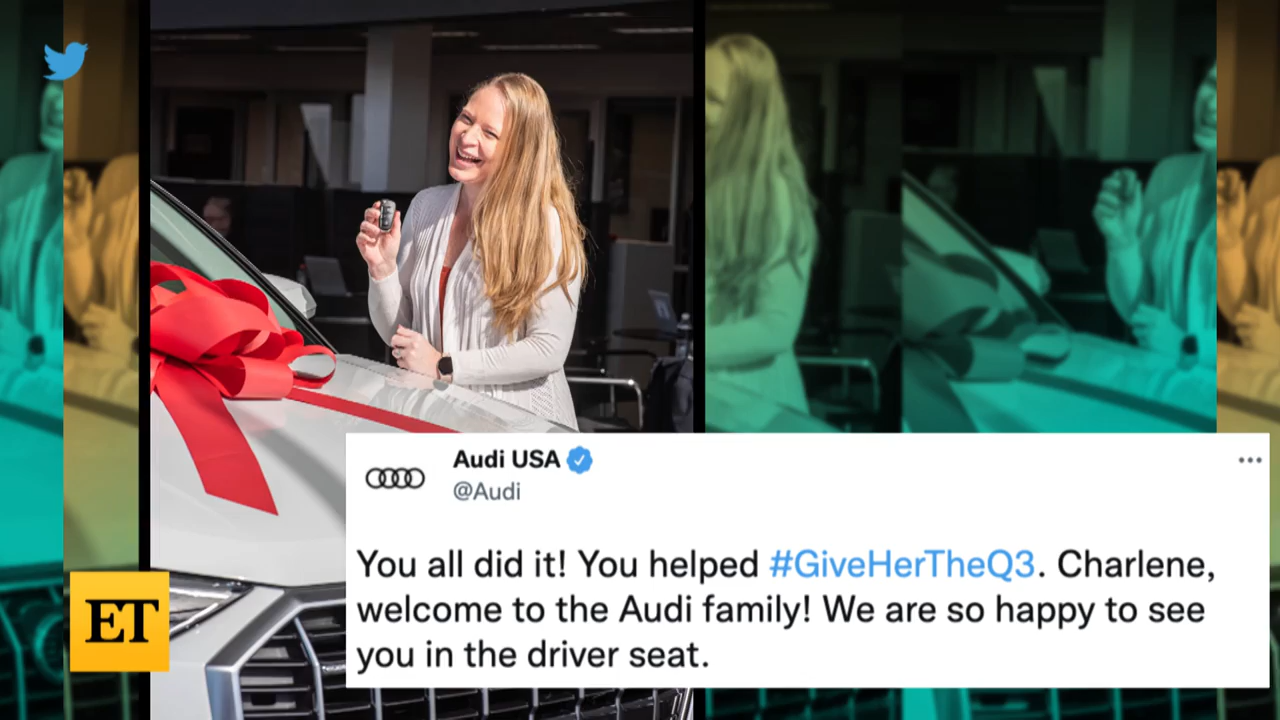 Audi USA
@Audi
You all did it! You helped #GiveHerTheQ3. Charlene,
welcome to the Audi family! We are so happy to see
you in the driver seat.
ET